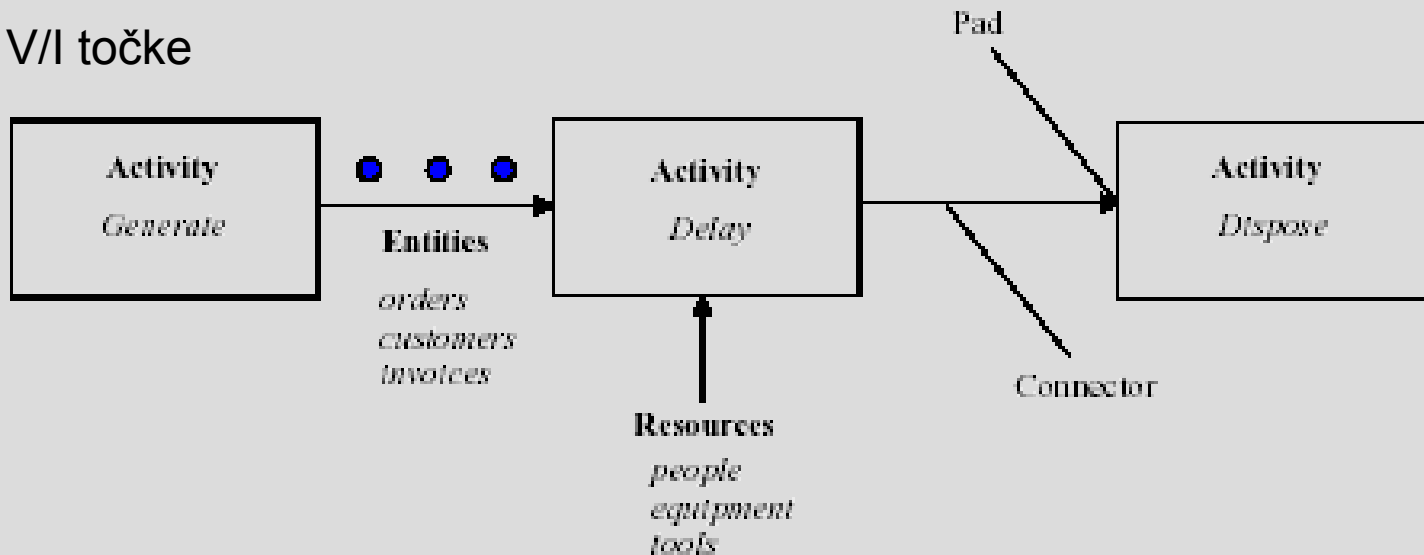 V/I točke
Pad
Activity
Generate
Entities
orders
customers
invoices
Activity
Delay
Resources
people
equipment
tools
Connector
Activity
Dispose